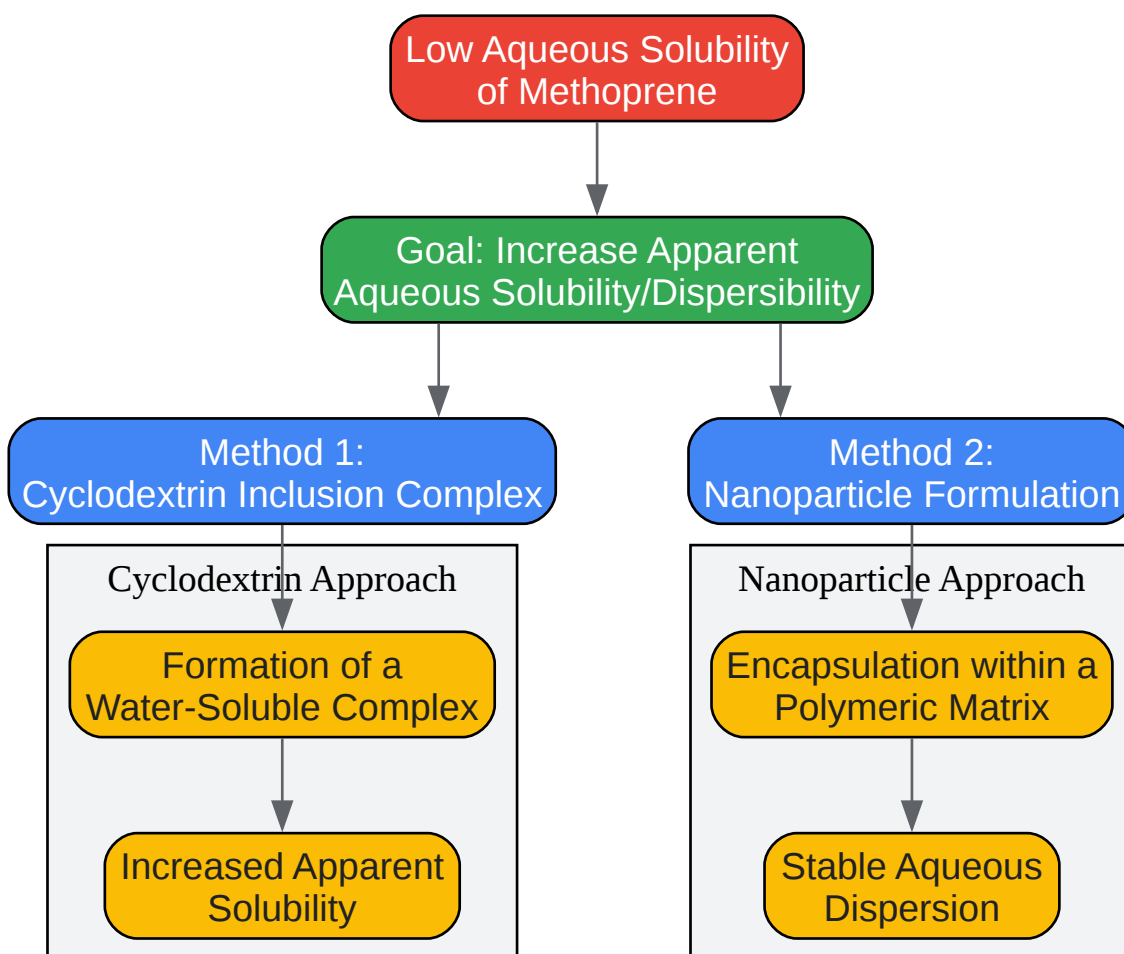 Low Aqueous Solubility
of Methoprene
Goal: Increase Apparent
Aqueous Solubility/Dispersibility
Method 1:
Cyclodextrin Inclusion Complex
Method 2:
Nanoparticle Formulation
Cyclodextrin Approach
Formation of a
Water-Soluble Complex
Increased Apparent
Solubility
Nanoparticle Approach
Encapsulation within a
Polymeric Matrix
Stable Aqueous
Dispersion